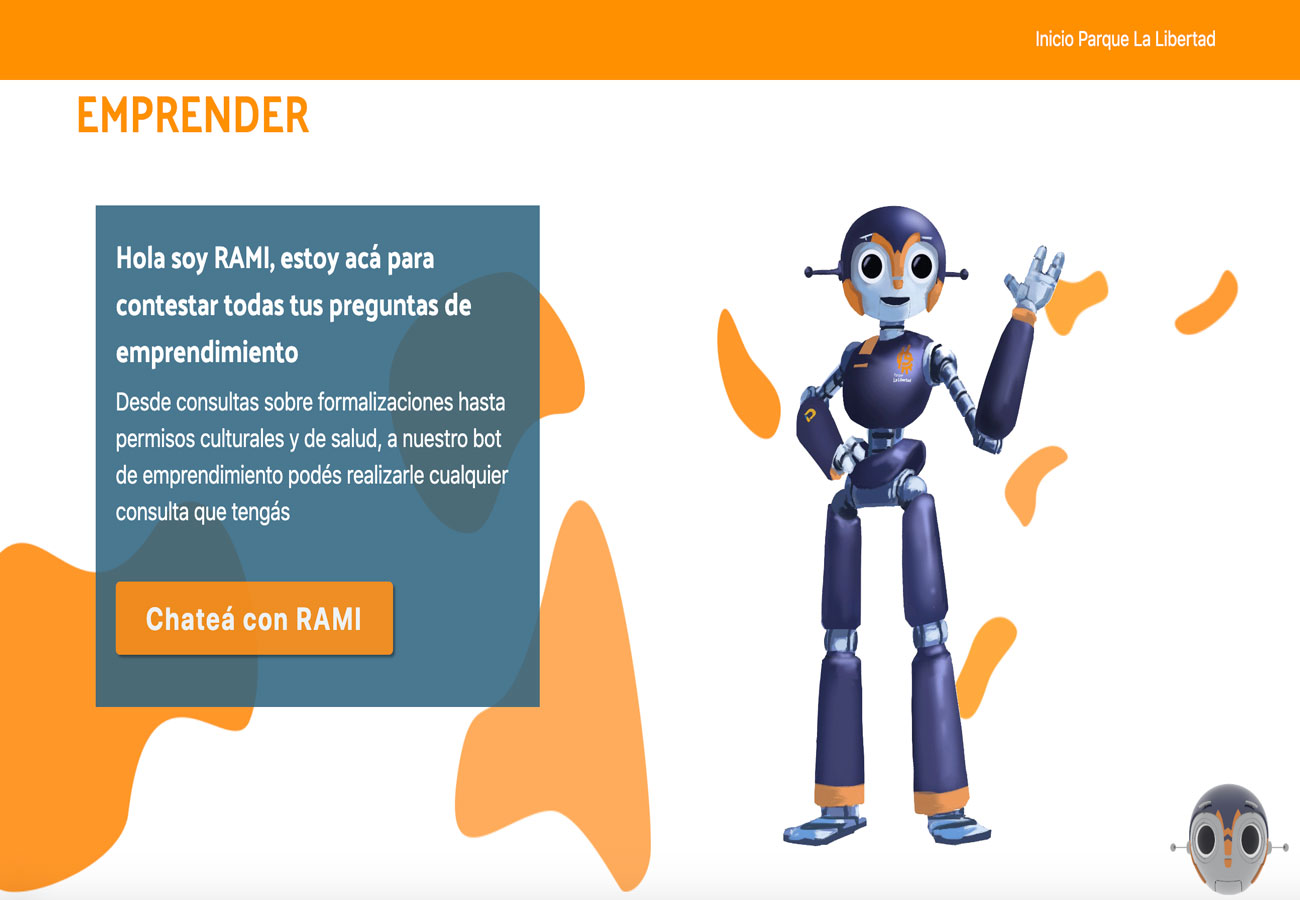 Inicio Parque La Libertad
EMPRENDER
Hola soy RAMI, estoy acá para
contestar todas tus preguntas de
emprendimiento
Desde consultas sobre formalizaciones hasta
permisos culturales y de salud, a nuestro bot
de emprendimiento podés realizarle cualquier
consulta que tengás
Chateá con RAMI
La Libertad